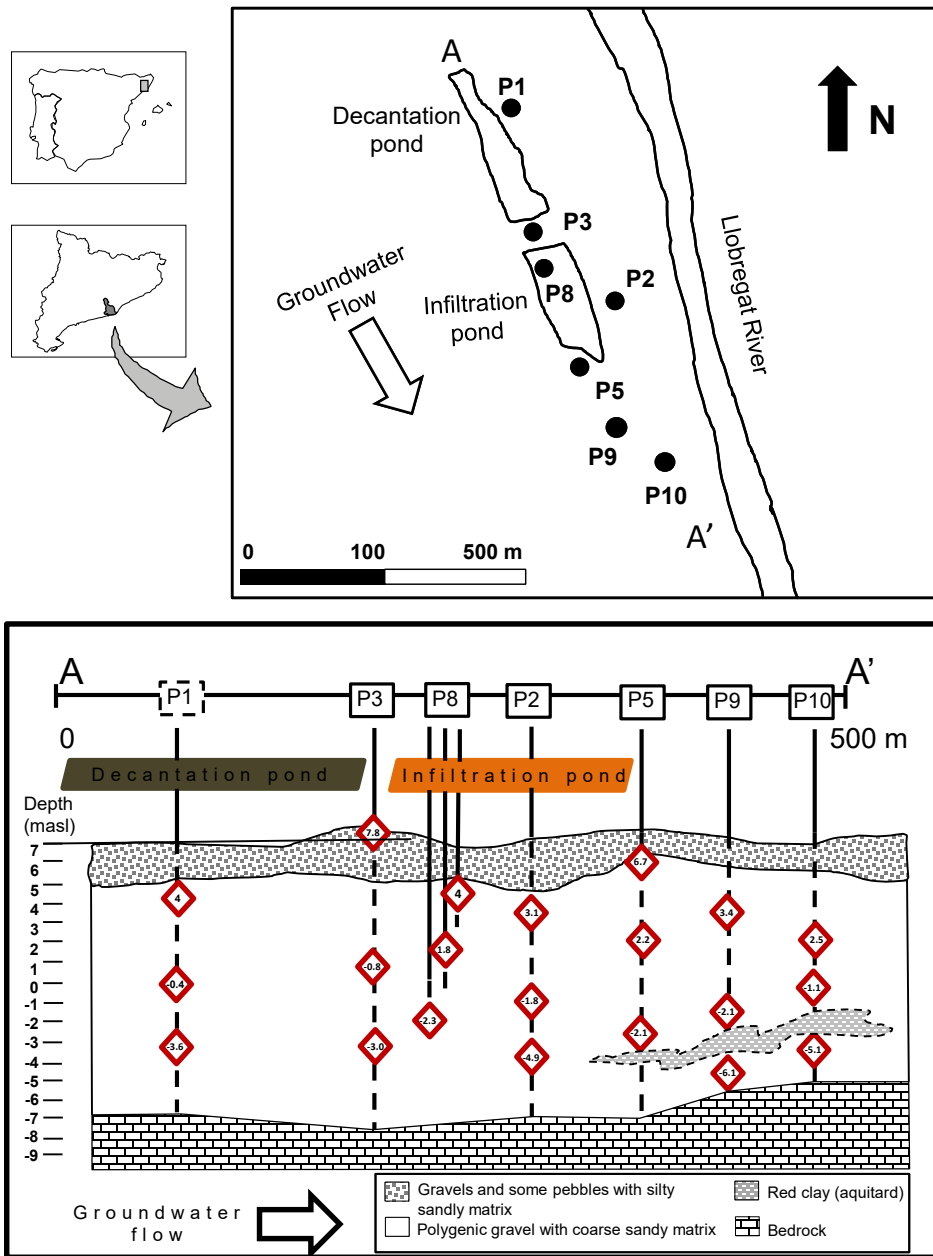 A
P1
Decantation
pond
N
P3
Groundwater
Flow
P8
P2
Infiltration
pond
Llobregat River
P5
P9
P10
A'
0 100 500 m
A A’
P1 P3 P8 P2 P5 P9 P10
0 500 m
Decantation pond Infiltration pond
Depth
(masl)
7
6
5
4
3
2
1
0
-1
-2
-3
-4
-5
-6
-7
-8
-9
4
-0.4
-3.6
7.8
-0.8
-3.0
4
1.8
-2.3
3.1
-1.8
-4.9
6.7
2.2
-2.1
3.4
-2.1
-6.1
2.5
-1.1
-5.1
Groundwater
flow
Gravels and some pebbles with silty
sandly matrix
Polygenic gravel with coarse sandy matrix
Red clay (aquitard)
Bedrock